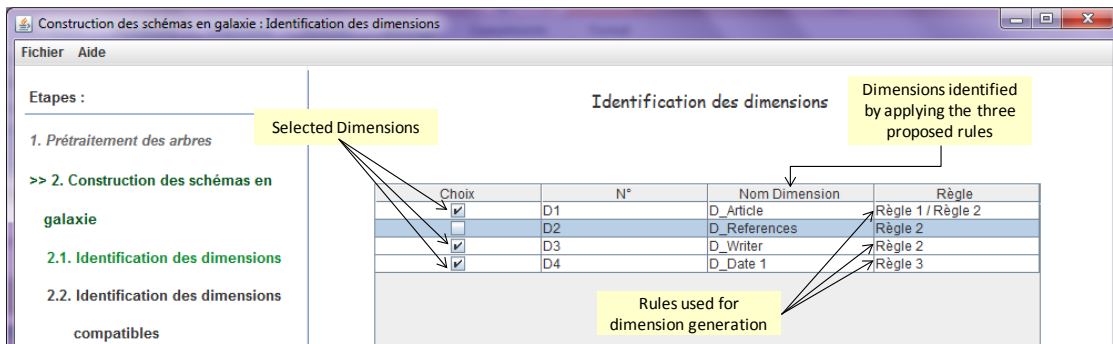 Construction des schémas en galaxie : Identification des dimensions
Fichier Aide
Etapes :
1. Prétraitement des arbres
>> 2. Construction des schémas en
galaxie
2.1. Identification des dimensions
2.2. Identification des dimensions
compatibles
Identification des dimensions
Selected Dimensions
Dimensions identified
by applying the three
proposed rules
Choix N° Nom Dimension Règle
D1 D_Article Règle 1 / Règle 2
D2 D_References Règle 2
D3 D_Writer Règle 2
D4 D_Date 1 Règle 3
Rules used for
dimension generation